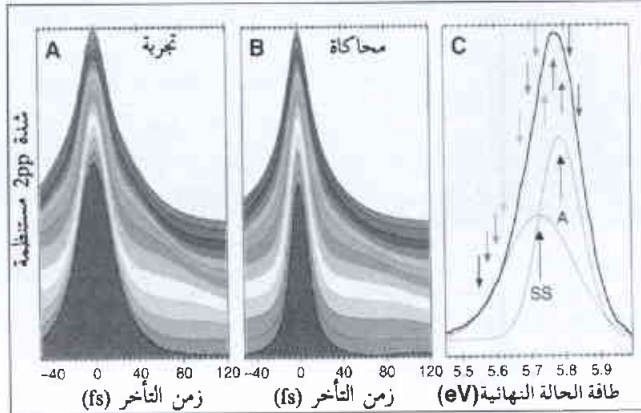 A تجربة
B محاكاة
C
شدة 2pp مستنظمة
A
SS
−40 0 40 80 120
−40 0 40 80 120
5.5 5.6 5.7 5.8 5.9
زمن التأخر (fs)
زمن التأخر (fs)
طاقة الحالة النهائية (eV)